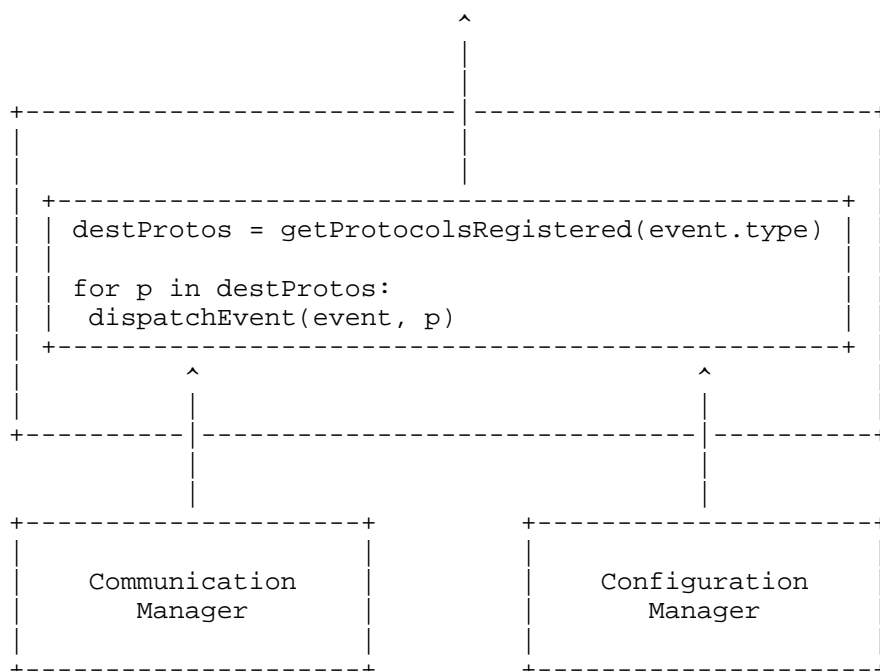 destProtos = getProtocolsRegistered(event.type)
for p in destProtos:
dispatchEvent(event, p)
Communication
Manager
Configuration
Manager